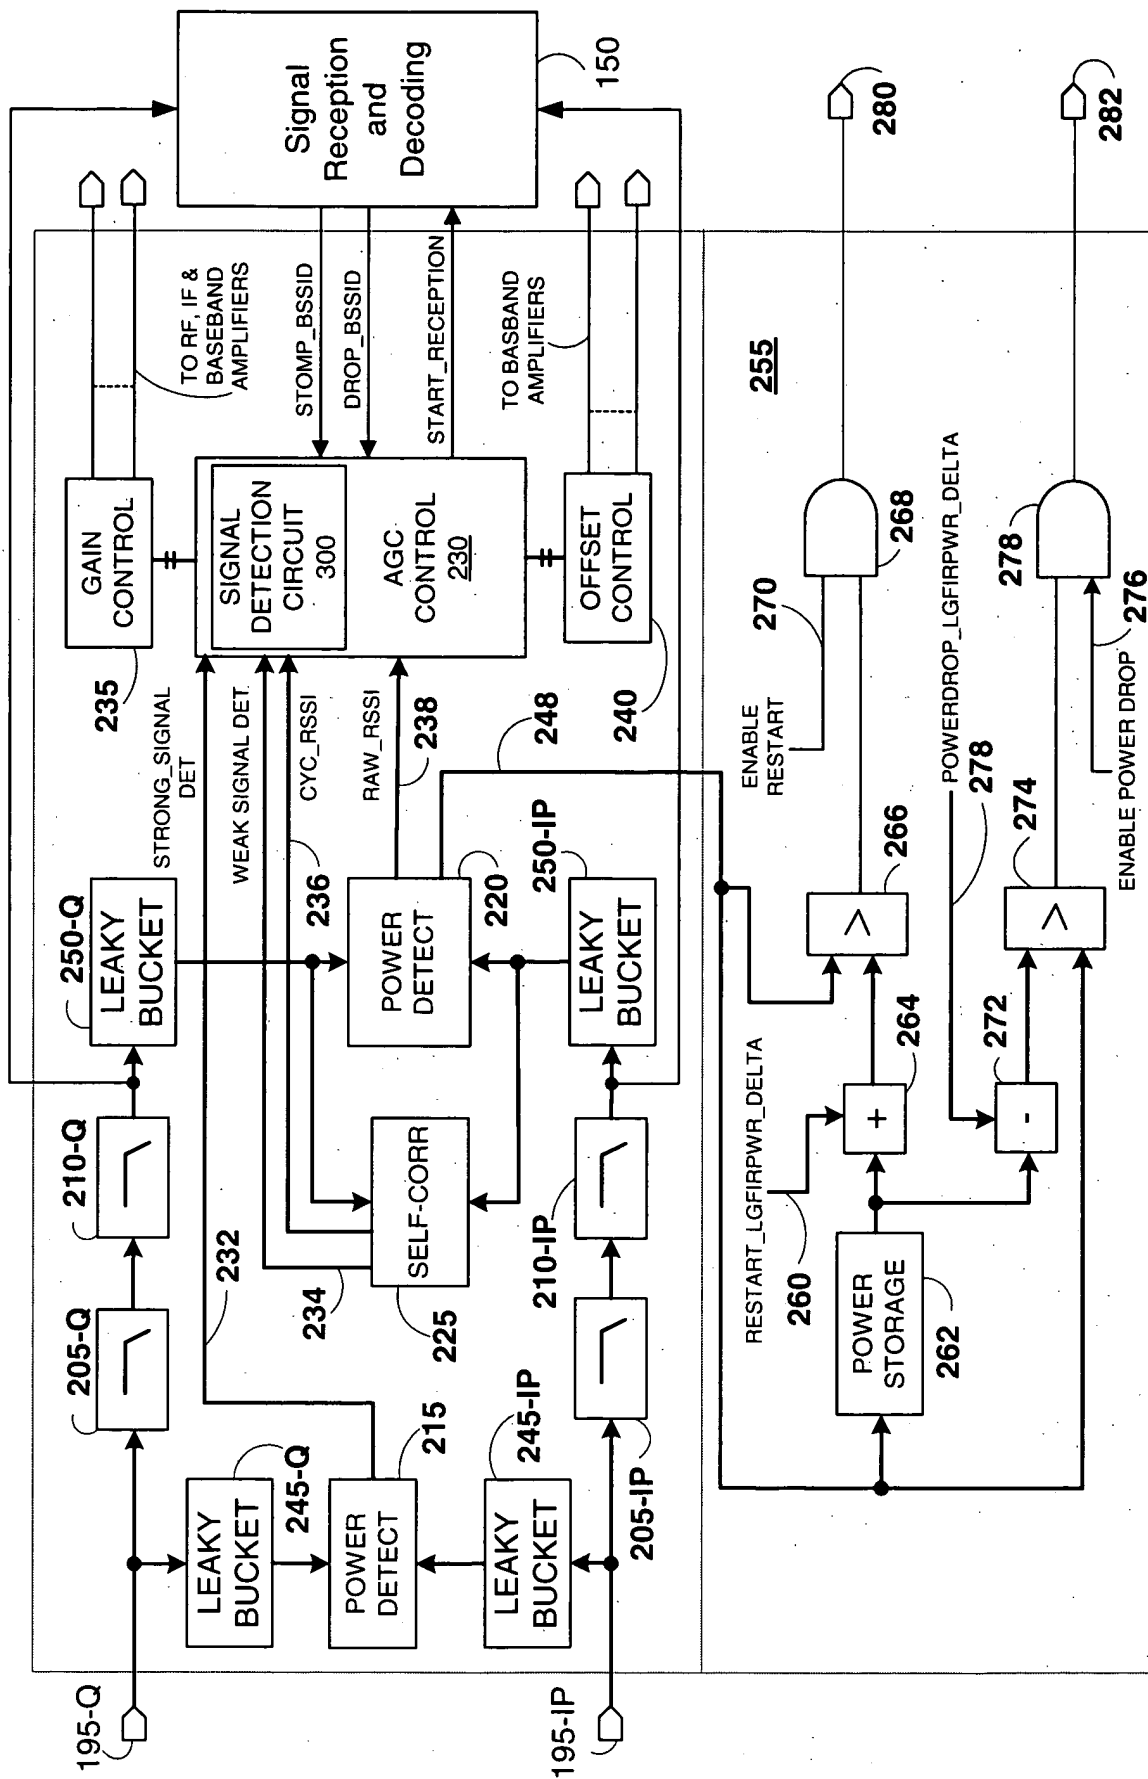 195-Q
195-IP
LEAKY
BUCKET
245-Q
POWER
DETECT
215
LEAKY
BUCKET
245-IP
205-Q
205-IP
210-Q
210-IP
232
234
SELF-CORR
225
236
LEAKY
BUCKET
250-Q
POWER
DETECT
220
LEAKY
BUCKET
250-IP
STRONG_SIGNAL
DET
WEAK SIGNAL DET.
CYC_RSSI
RAW_RSSI
238
248
GAIN
CONTROL
235
SIGNAL
DETECTION
CIRCUIT
300
AGC
CONTROL
230
OFFSET
CONTROL
240
TO RF, IF &
BASEBAND
AMPLIFIERS
STOMP_BSSID
DROP_BSSID
START_RECEPTION
TO BASBAND
AMPLIFIERS
Signal
Reception
and
Decoding
150
255
POWER
STORAGE
262
RESTART_LGFIRPWR_DELTA
260
+
264
-
272
>
266
>
274
POWERDROP_LGFIRPWR_DELTA
278
ENABLE
RESTART
270
268
278
276
ENABLE POWER DROP
280
282